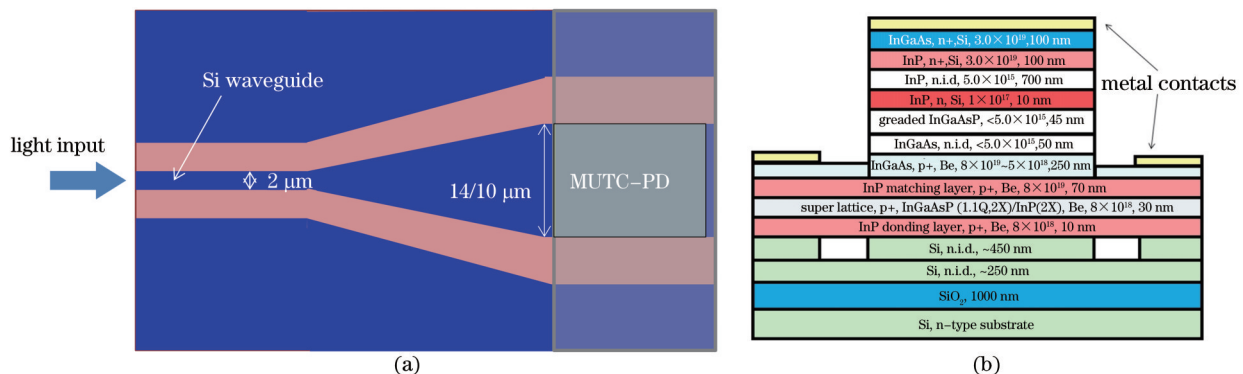 Si waveguide
light input
2 μm
14/10 μm
MUTC-PD
(a)
InGaAs, n+,Si, 3.0×10¹⁹,100 nm
InP, n+,Si, 3.0×10¹⁹, 100 nm
InP, n.i.d, 5.0×10¹⁵, 700 nm
InP, n, Si, 1×10¹⁷, 10 nm
greaded InGaAsP, <5.0×10¹⁵,45 nm
InGaAs, n.i.d, <5.0×10¹⁵,50 nm
InGaAs, p+, Be, 8×10¹⁹~5×10¹⁸,250 nm
metal contacts
InP matching layer, p+, Be, 8×10¹⁹, 70 nm
super lattice, p+, InGaAsP (1.1Q,2X)/InP(2X), Be, 8×10¹⁸, 30 nm
InP donding layer, p+, Be, 8×10¹⁸, 10 nm
Si, n.i.d., ~450 nm
Si, n.i.d., ~250 nm
SiO₂, 1000 nm
Si, n-type substrate
(b)